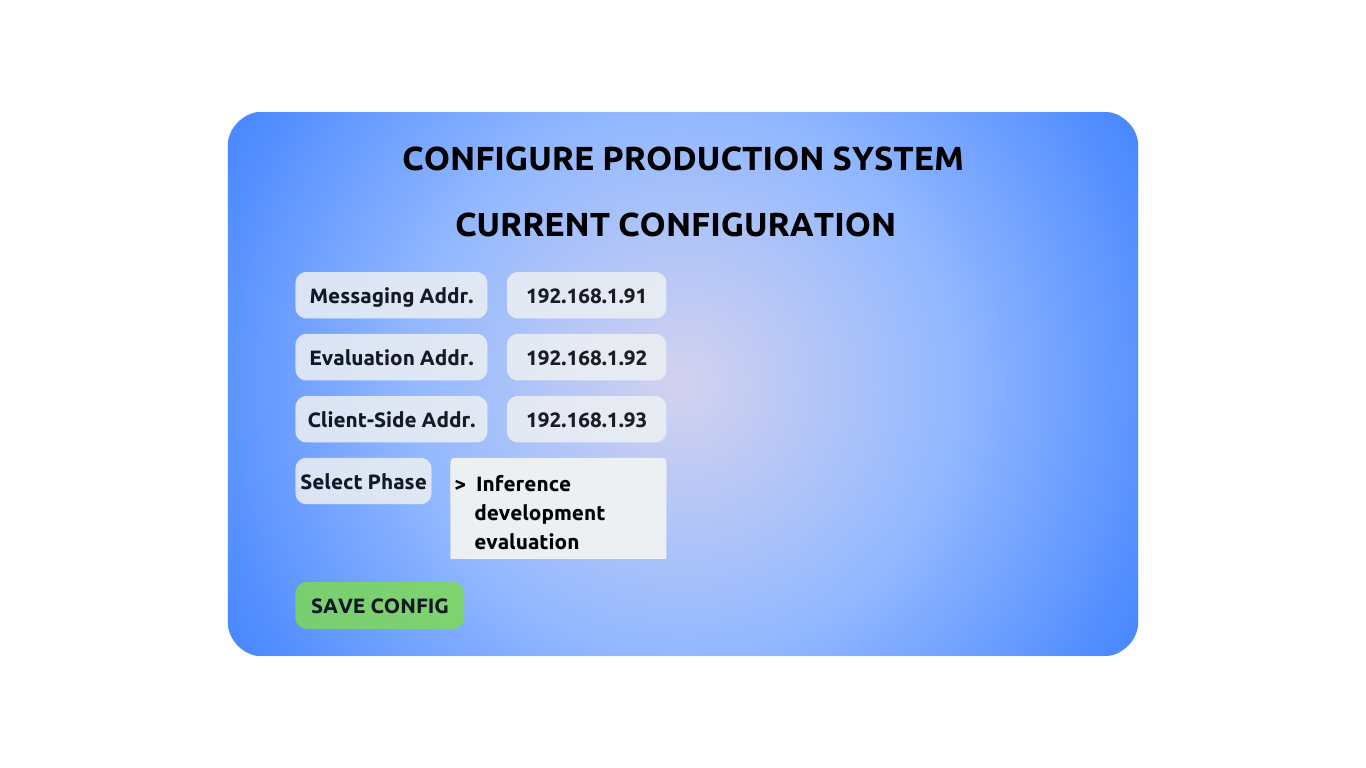 CONFIGURE PRODUCTION SYSTEM
CURRENT CONFIGURATION
Messaging Addr. 192.168.1.91
Evaluation Addr. 192.168.1.92
Client-Side Addr. 192.168.1.93
Select Phase > Inference
development
evaluation
SAVE CONFIG